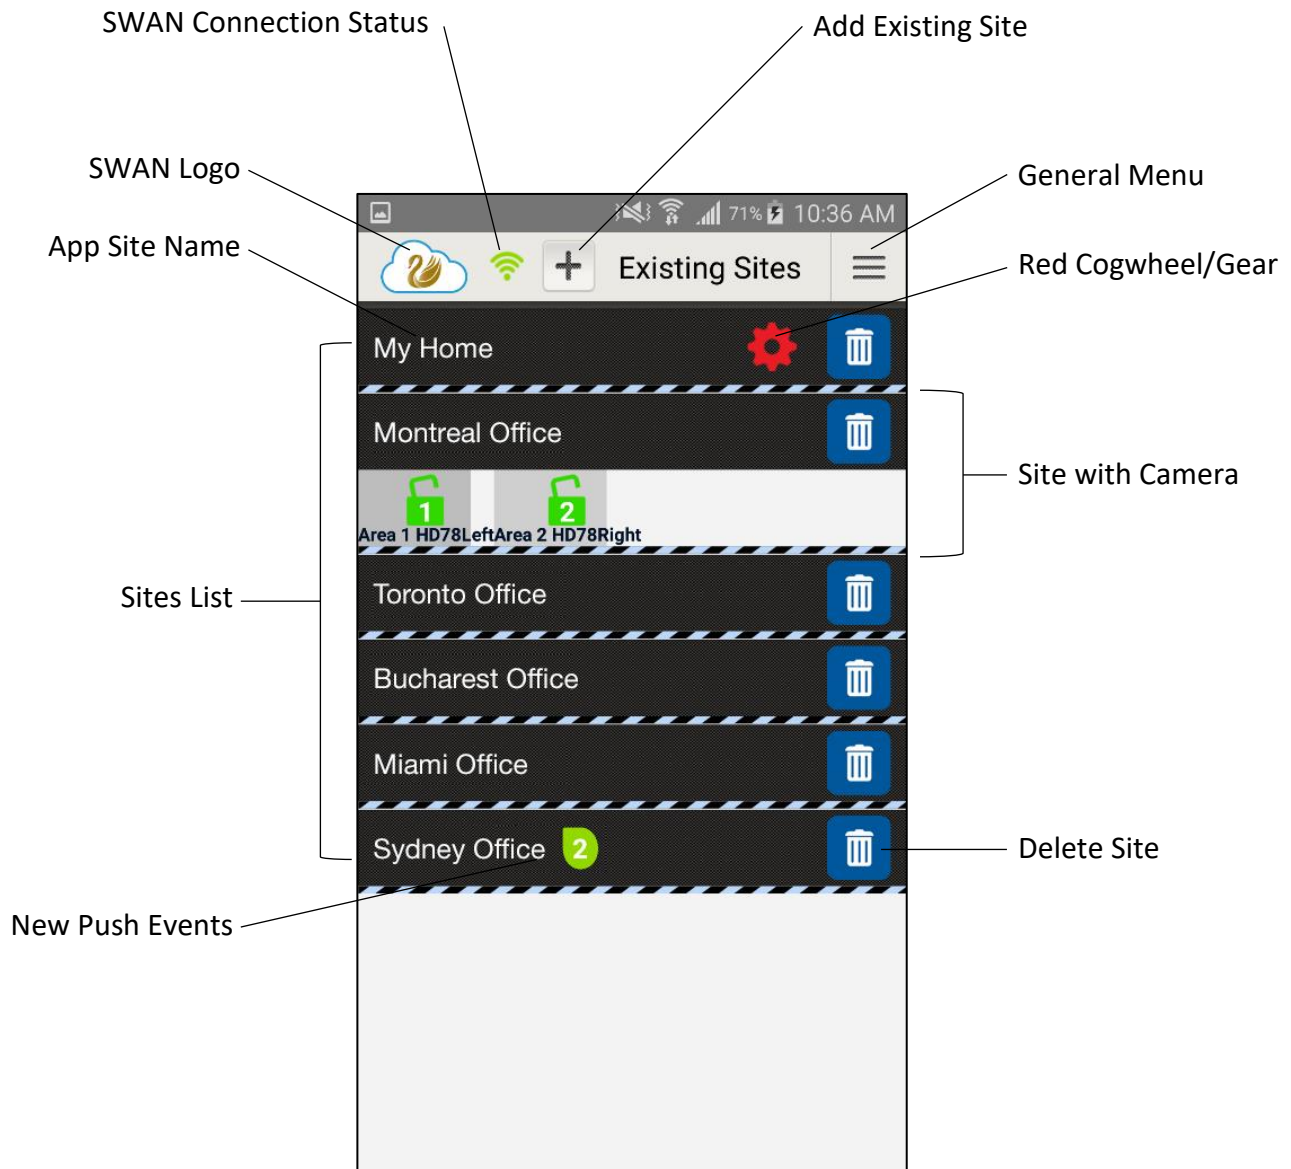 SWAN Connection Status
Add Existing Site
SWAN Logo
General Menu
App Site Name
Red Cogwheel/Gear
71% 10:36 AM
Existing Sites
My Home
Montreal Office
1 2
Area 1 HD78LeftArea 2 HD78Right
Site with Camera
Sites List
Toronto Office
Bucharest Office
Miami Office
Sydney Office 2
Delete Site
New Push Events